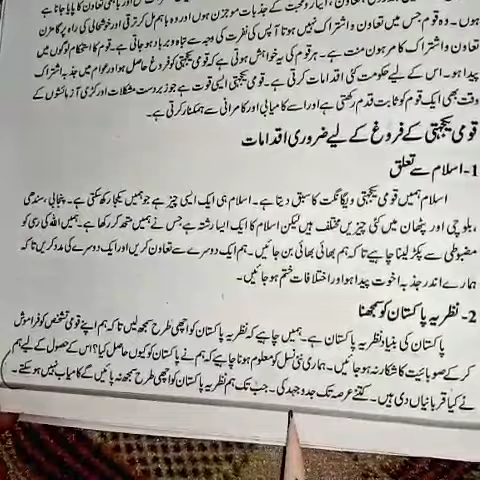 ہوں۔ وہ قوم جس میں تعاون و اشتراک نہیں ہوتا آپس کی نفرت کی وجہ سے تباہ و برباد ہو جاتی ہے۔ قوم کا استحکام لوگوں میں
تعاون و اشتراک کا مرہون منت ہے۔ ہر قوم کی یہ خواہش ہوتی ہے کہ قومی یکجہتی کو فروغ حاصل ہو اور عوام میں جذبہ اشتراک
پیدا ہو۔ اس کے لیے حکومت کئی اقدامات کرتی ہے۔ قومی یکجہتی ایسی قوت ہے جو زبردست مشکلات اور کڑی آزمائشوں کے
وقت بھی ایک قوم کو ثابت قدم رکھتی ہے اور اسے کامیابی اور کامرانی سے ہمکنار کرتی ہے۔
قومی یکجہتی کے فروغ کے لیے ضروری اقدامات
1- اسلام سے تعلق
اسلام ہمیں قومی یکجہتی و یگانگت کا سبق دیتا ہے۔ اسلام ہی ایک ایسی چیز ہے جو ہمیں یکجا رکھ سکتی ہے۔ پنجابی، سندھی
، بلوچی اور پٹھان میں کئی چیزیں مختلف ہیں لیکن اسلام کا ایک ایسا رشتہ ہے جس نے ہمیں متحد کر رکھا ہے۔ ہمیں اللہ کی رسی کو
مضبوطی سے پکڑ لینا چاہیے تاکہ ہم بھائی بھائی بن جائیں۔ ہم ایک دوسرے سے تعاون کریں اور ایک دوسرے کی مدد کریں تاکہ
ہمارے اندر جذبہ اخوت پیدا ہو اور اختلافات ختم ہو جائیں۔
2- نظریہ پاکستان کو سمجھنا
پاکستان کی بنیاد نظریہ پاکستان ہے۔ ہمیں چاہیے کہ نظریہ پاکستان کو اچھی طرح سمجھ لیں تاکہ ہم اپنے قومی تشخص کو فراموش
کر کے صوبائیت کا شکار نہ ہو جائیں۔ ہماری نئی نسل کو معلوم ہونا چاہیے کہ ہم نے پاکستان کو کیوں حاصل کیا؟ اس کے حصول کے لیے ہم
نے کیا قربانیاں دی ہیں۔ کتنے عرصہ تک جدوجہد کی۔ جب تک ہم نظریہ پاکستان کو اچھی طرح سمجھ نہ پائیں گے کامیاب نہیں ہو سکتے۔